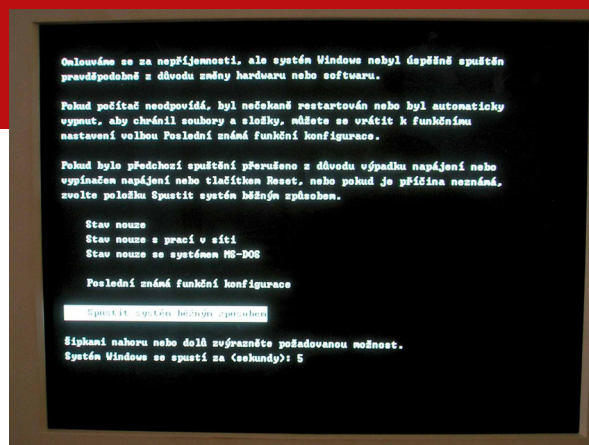 Omlouváme se za nepříjemnosti, ale systém Windows nebyl úspěšně spuštěn
pravděpodobně z důvodu změny hardwaru nebo softwaru.
Pokud počítač neodpovídá, byl nečekaně restartován nebo byl automaticky
vypnut, aby chránil soubory a složky, můžete se vrátit k funkčnímu
nastavení volbou Poslední známá funkční konfigurace.
Pokud bylo předchozí spuštění přerušeno z důvodu výpadku napájení nebo
vypínačem napájení nebo tlačítkem Reset, nebo pokud je příčina neznámá,
zvolte položku Spustit systém běžným způsobem.
Stav nouze
Stav nouze s prací v síti
Stav nouze se systémem MS-DOS
Poslední známá funkční konfigurace
Spustit systém běžným způsobem
Šipkami nahoru nebo dolů zvýrazněte požadovanou možnost.
Systém Windows se spustí za (sekundy): 5